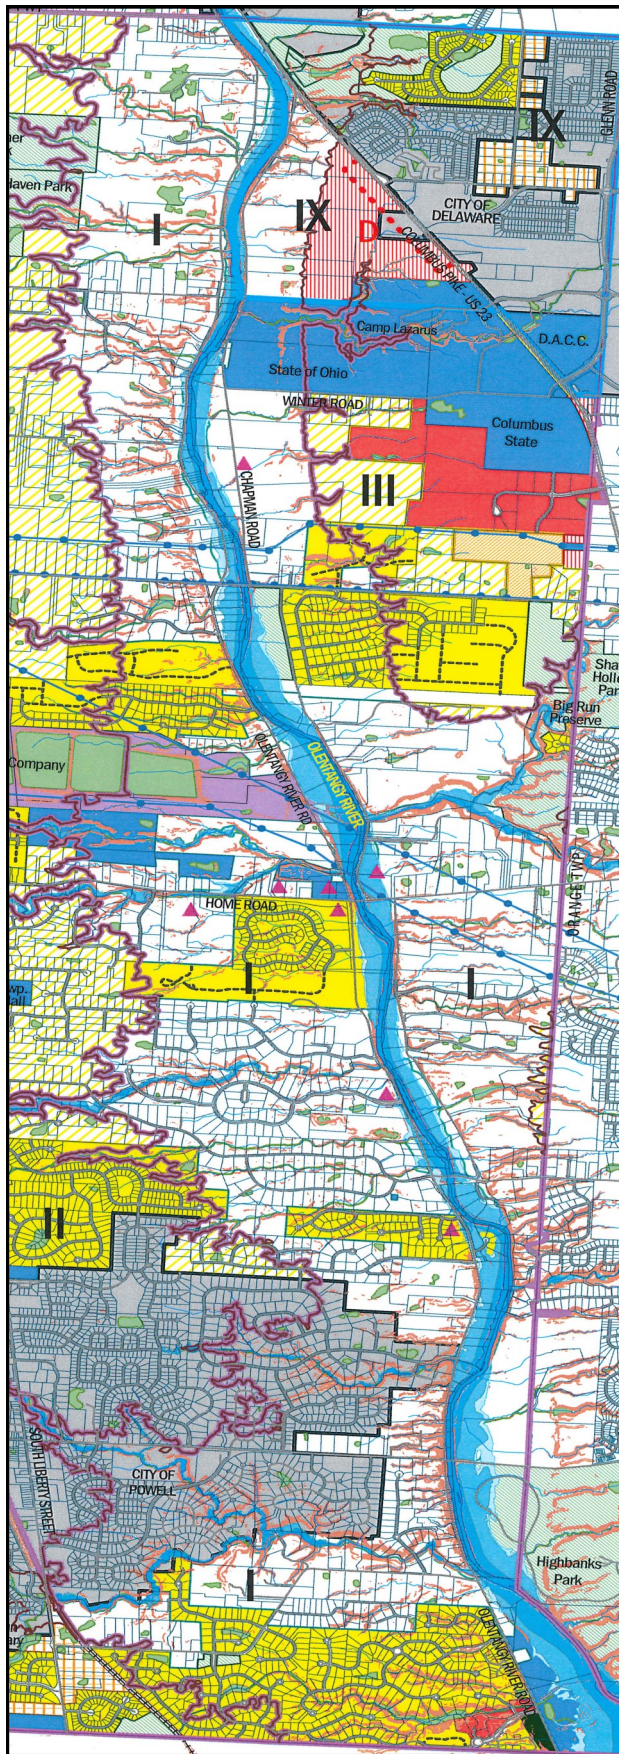 IX
GLENN ROAD
Haven Park
I
IX
D
CITY OF
DELAWARE
COLUMBUS PIKE - US 23
Camp Lazarus
D.A.C.C.
State of Ohio
WINTER ROAD
Columbus
State
III
CHAPMAN ROAD
Big Run
Preserve
Company
OLENTANGY RIVER RD
OLENTANGY RIVER
HOME ROAD
ORANGE TWP
I
I
II
SOUTH LIBERTY STREET
CITY OF
POWELL
I
Highbanks
Park
OLENTANGY RIVER ROAD